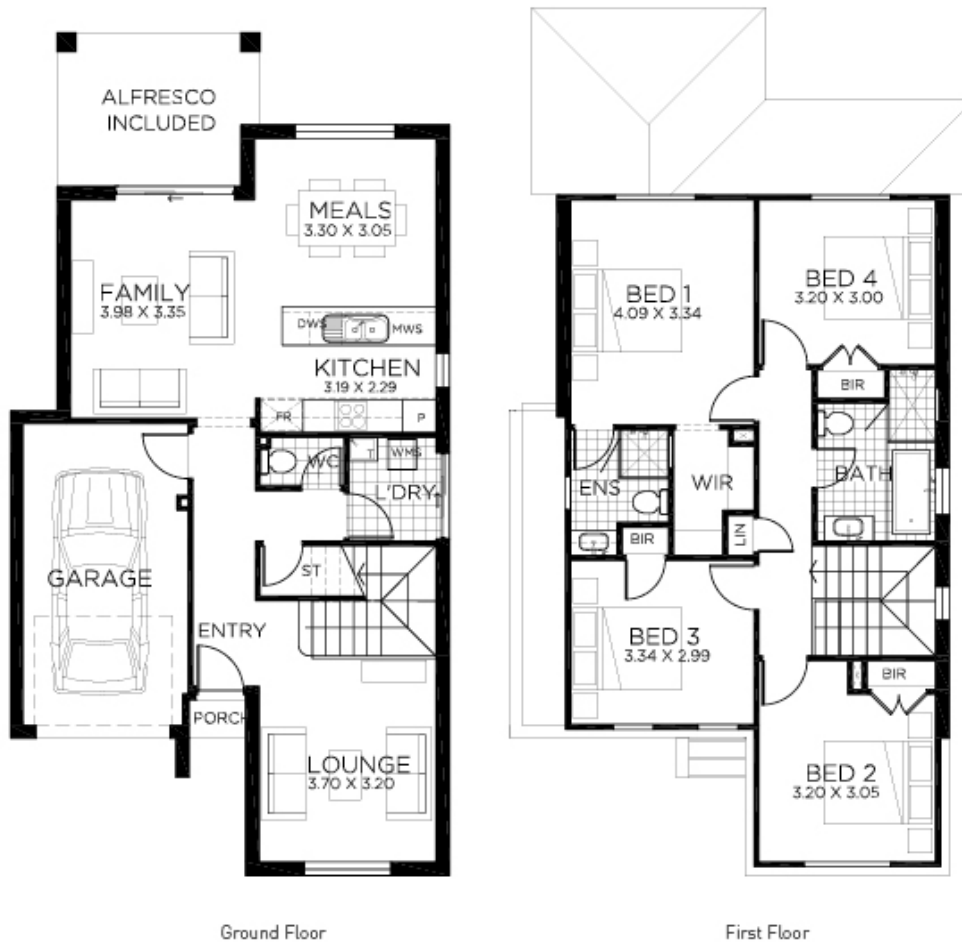 ALFRESCO
INCLUDED
MEALS
3.30 X 3.05
FAMILY
3.98 X 3.35
DWS
MWS
KITCHEN
3.19 X 2.29
FR
P
WC
T
WMS
L'DRY
GARAGE
ST
ENTRY
PORCH
LOUNGE
3.70 X 3.20
Ground Floor
BED 1
4.09 X 3.34
BED 4
3.20 X 3.00
BIR
ENS
WIR
BATH
BIR
LIN
BED 3
3.34 X 2.99
BIR
BED 2
3.20 X 3.05
First Floor